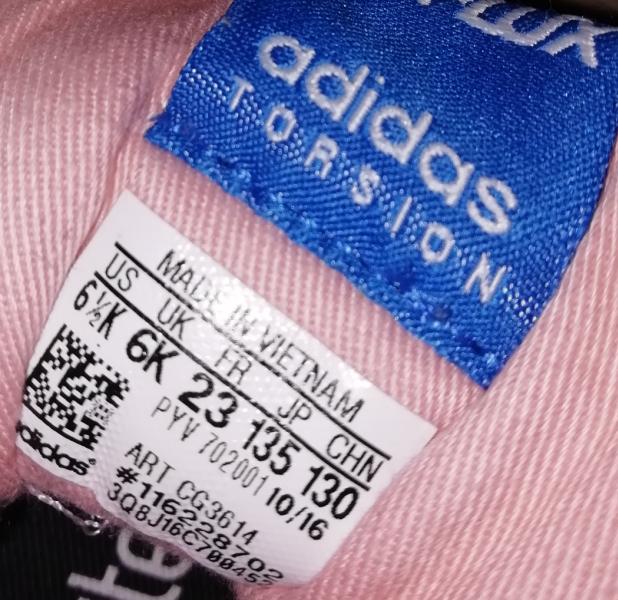 FLUX
adidas
TORSION
MADE IN VIETNAM
US UK FR JP CHN
6½K 6K 23 135 130
PYV 702001 10/16
adidas
ART CG3614
#116228702